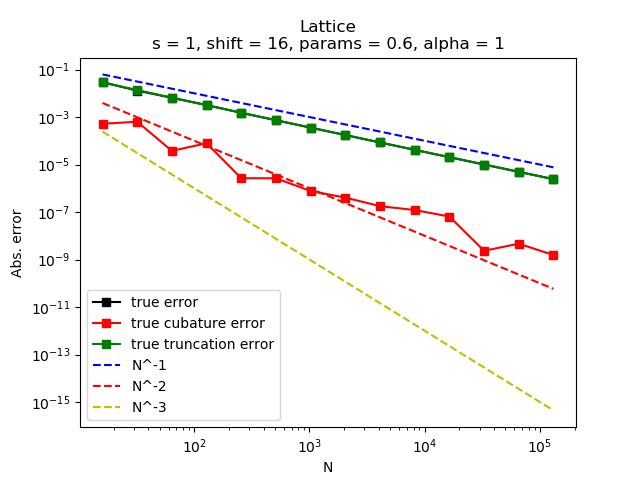 Lattice
s = 1, shift = 16, params = 0.6, alpha = 1
Abs. error
10^-1
10^-3
10^-5
10^-7
10^-9
10^-11
10^-13
10^-15
true error
true cubature error
true truncation error
N^-1
N^-2
N^-3
10^2 10^3 10^4 10^5
N